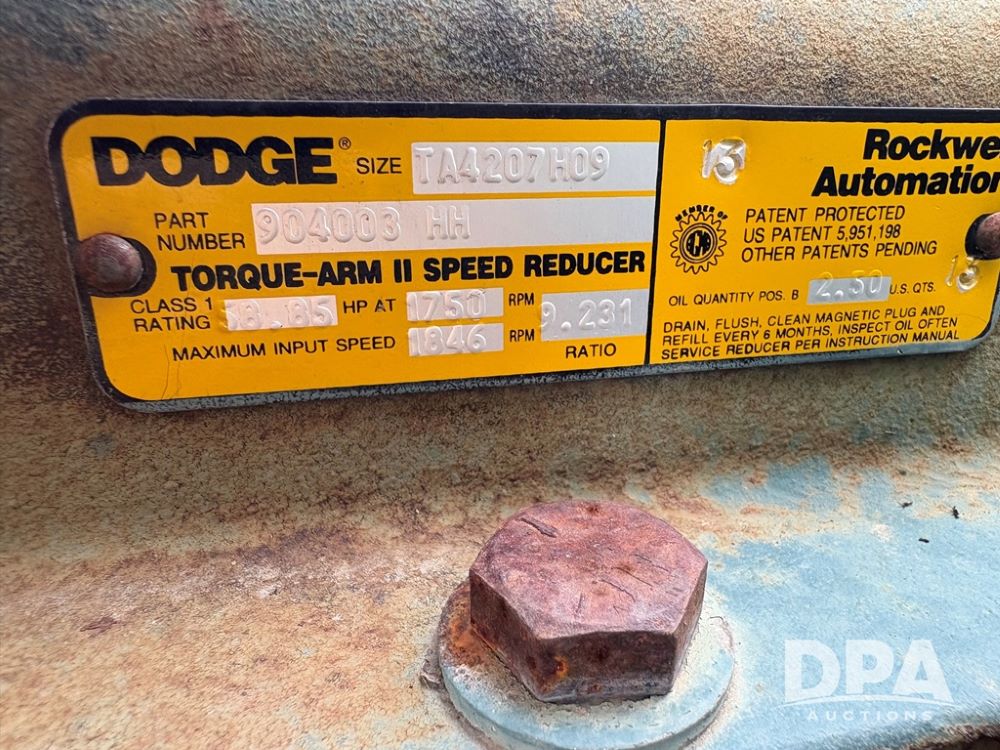 DODGE® SIZE TA4207H09
PART NUMBER 904003 HH
TORQUE-ARM II SPEED REDUCER
CLASS 1 RATING 18.85 HP AT 1750 RPM
MAXIMUM INPUT SPEED 1846 RPM
9.231
RATIO
13
Rockwe
Automation
MEMBER OF
PATENT PROTECTED
US PATENT 5,951,198
OTHER PATENTS PENDING
13
OIL QUANTITY POS. B 2.30 U.S. QTS.
DRAIN, FLUSH, CLEAN MAGNETIC PLUG AND
REFILL EVERY 6 MONTHS, INSPECT OIL OFTEN
SERVICE REDUCER PER INSTRUCTION MANUAL
DPA
AUCTIONS